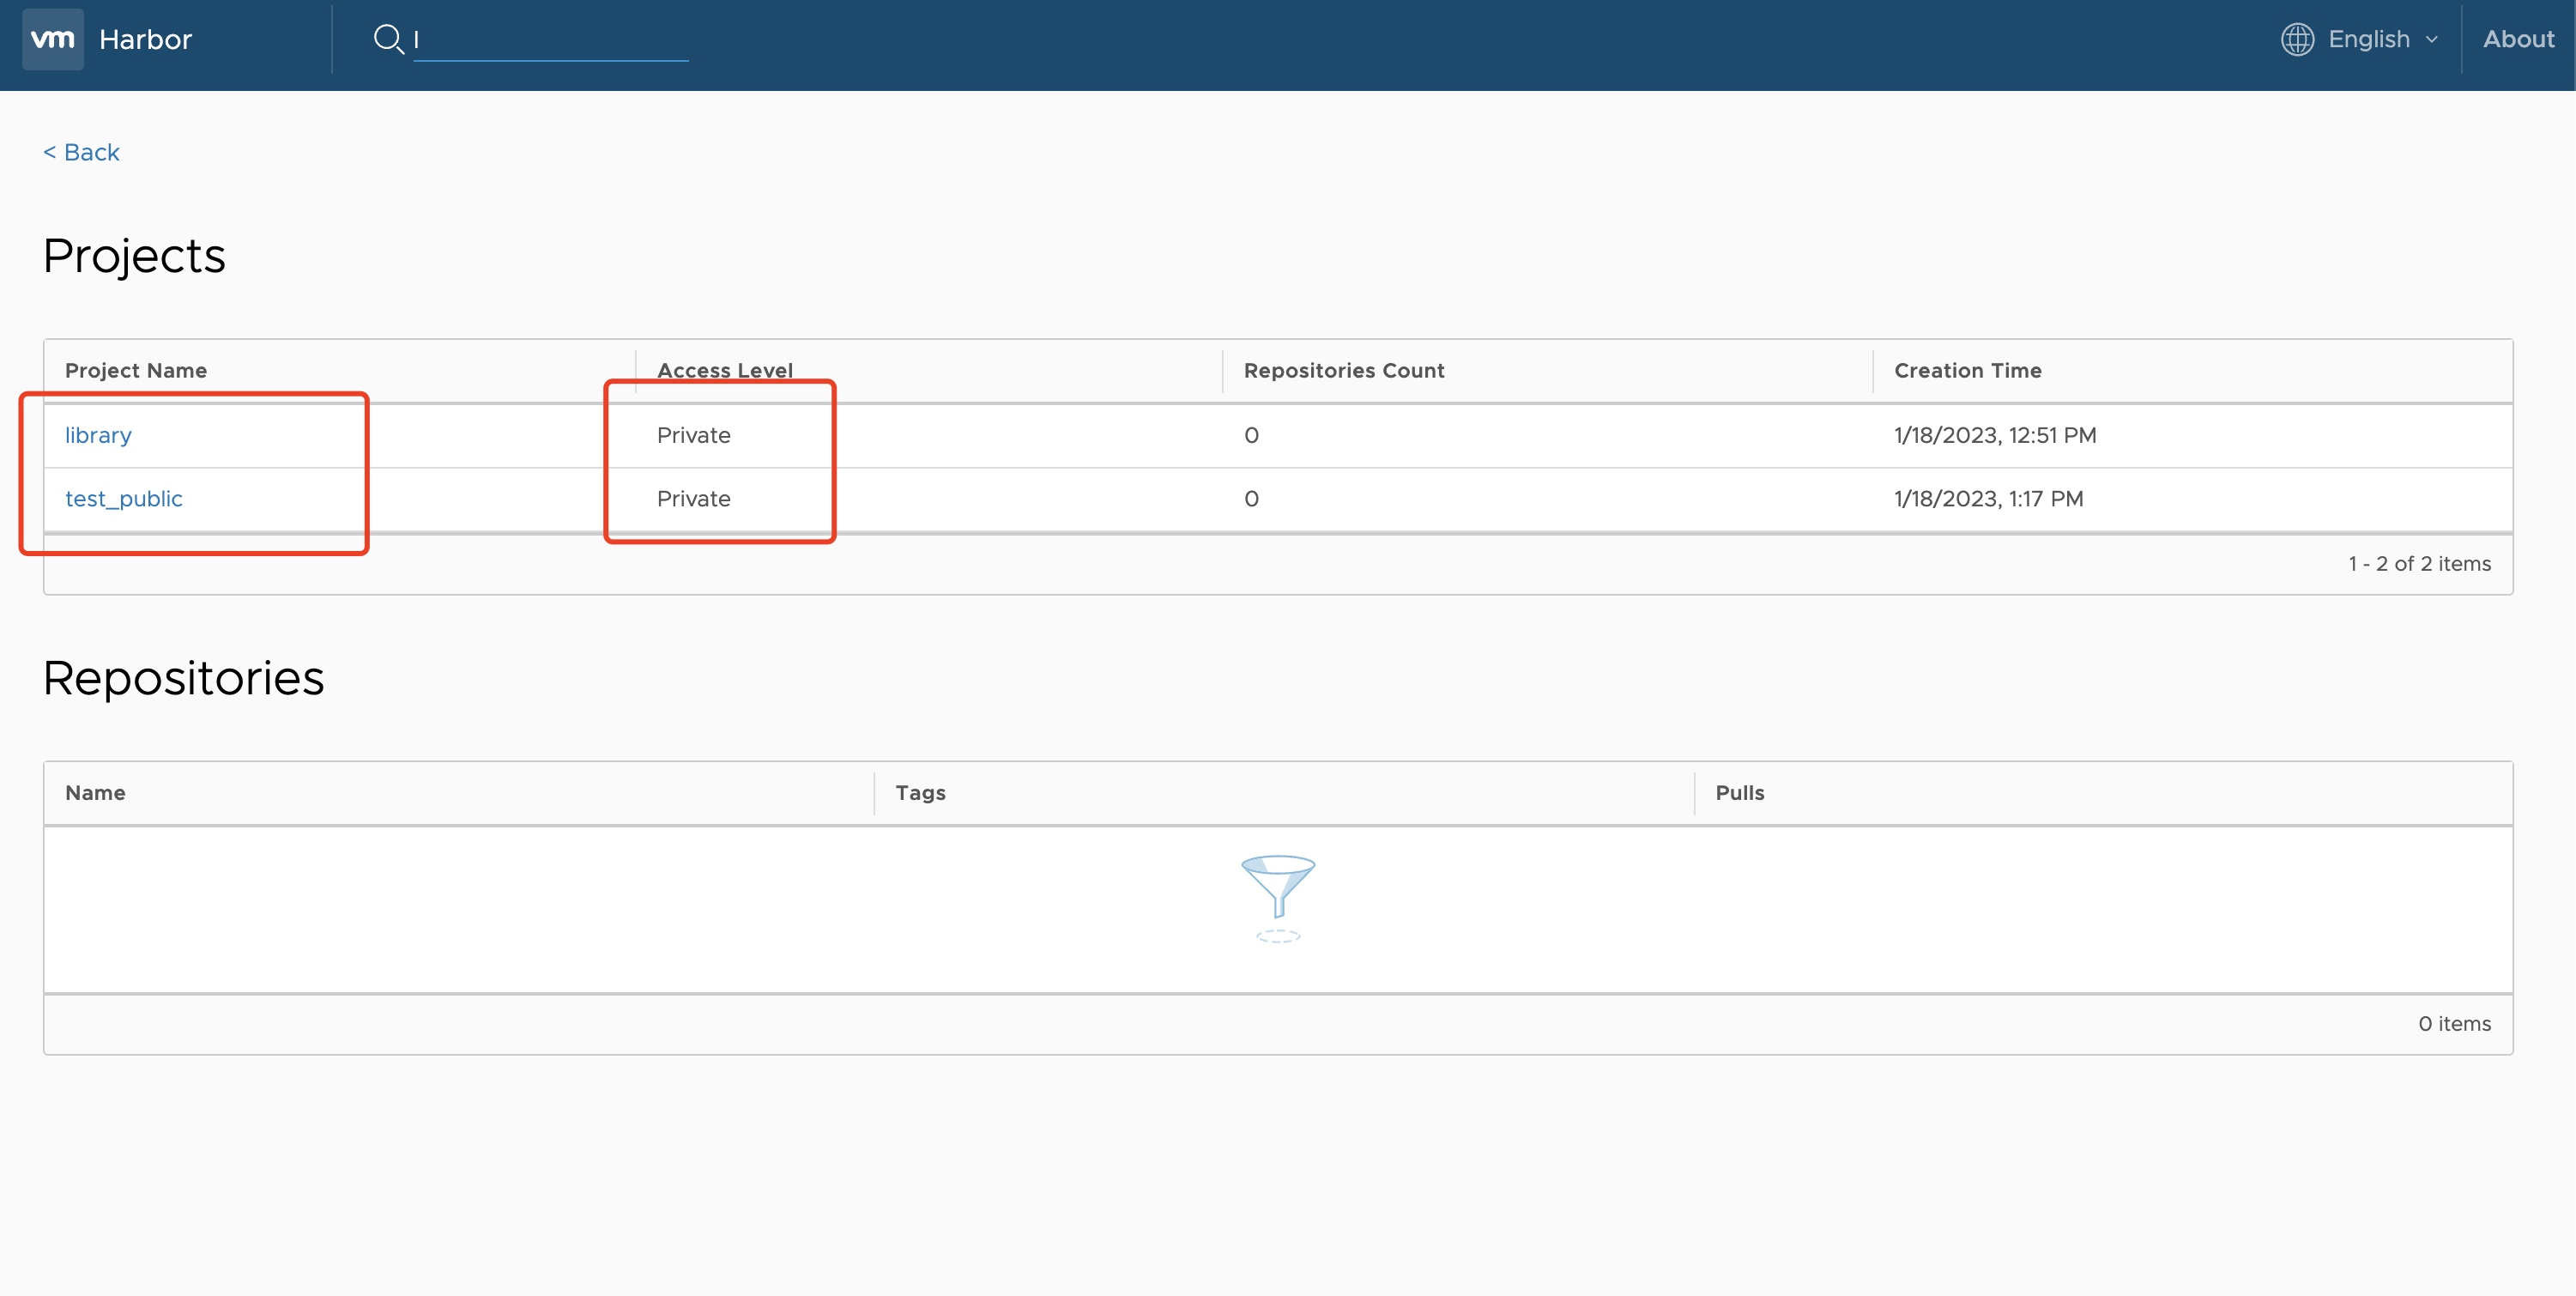 vm Harbor l English About
< Back
Projects
Project Name Access Level Repositories Count Creation Time
library Private 0 1/18/2023, 12:51 PM
test_public Private 0 1/18/2023, 1:17 PM
1 - 2 of 2 items
Repositories
Name Tags Pulls
0 items